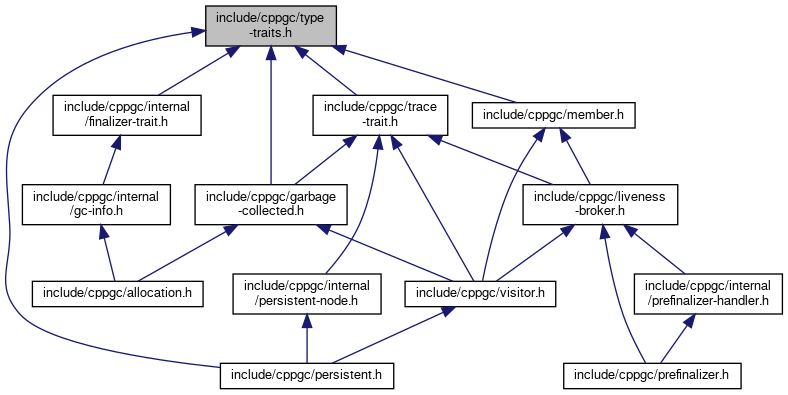 include/cppgc/type
-traits.h
include/cppgc/internal
/finalizer-trait.h
include/cppgc/trace
-trait.h
include/cppgc/member.h
include/cppgc/internal
/gc-info.h
include/cppgc/garbage
-collected.h
include/cppgc/liveness
-broker.h
include/cppgc/allocation.h
include/cppgc/internal
/persistent-node.h
include/cppgc/visitor.h
include/cppgc/internal
/prefinalizer-handler.h
include/cppgc/persistent.h
include/cppgc/prefinalizer.h